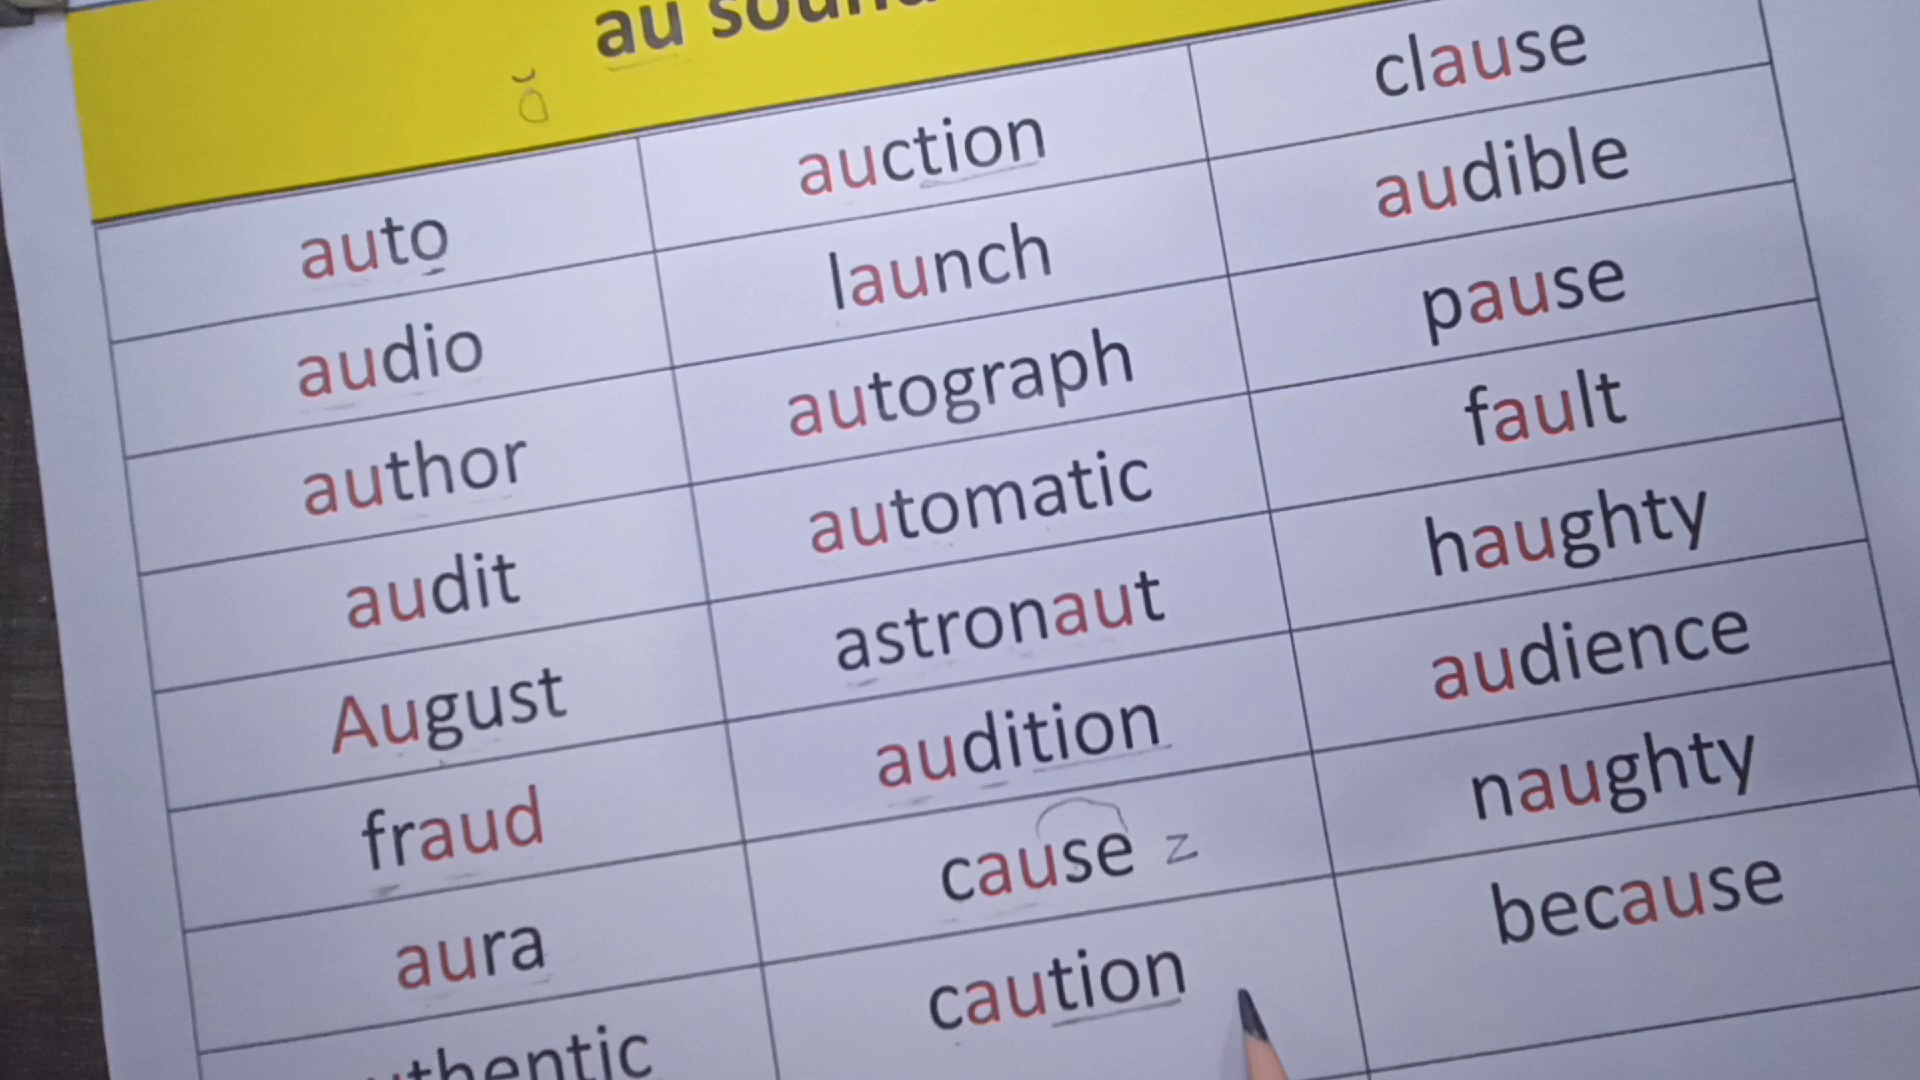 au sound
ŏ
auto auction clause
audio launch audible
author autograph pause
audit automatic fault
August astronaut haughty
fraud audition audience
aura cause z naughty
caution because